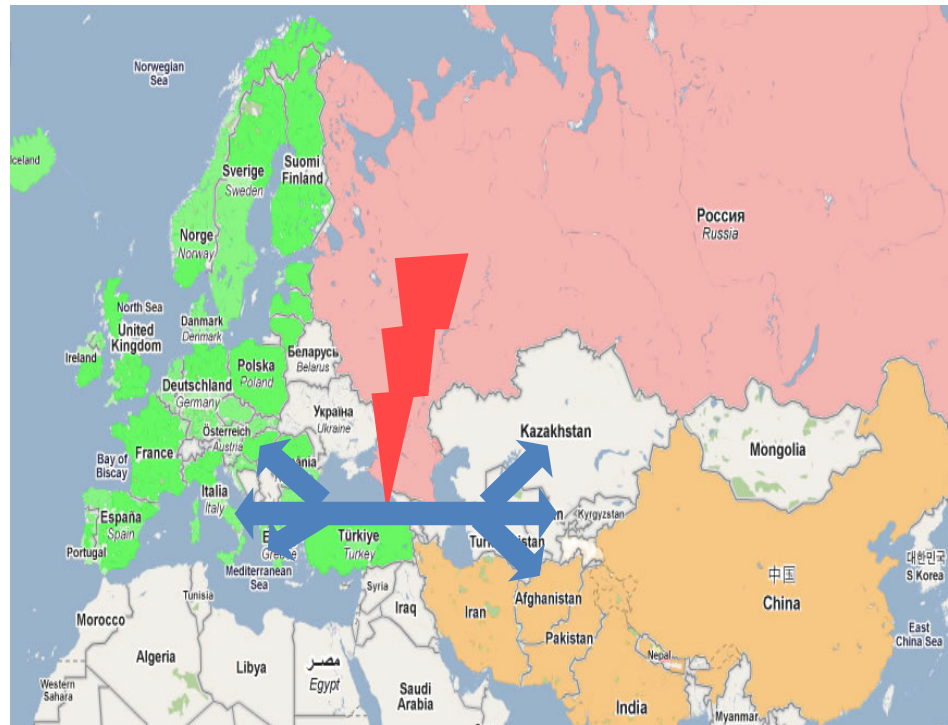 Norwegian
Sea
Iceland
Sverige
Sweden
Suomi
Finland
Norge
Norway
Россия
Russia
North Sea
United
Kingdom
Ireland
Danmark
Denmark
Беларусь
Belarus
Polska
Poland
Deutschland
Germany
Україна
Ukraine
Österreich
Austria
France
Bay of
Biscay
Kazakhstan
Mongolia
Italia
Italy
España
Spain
Portugal
Greece
Türkiye
Turkey
Kyrgyzstan
Mediterranean
Sea
Syria
Iraq
Iran
Afghanistan
Pakistan
中国
China
대한민국
S Korea
East
China Sea
Nepal
India
Myanmar
Tunisia
Morocco
Algeria
Libya
مصر
Egypt
Saudi
Arabia
Western
Sahara